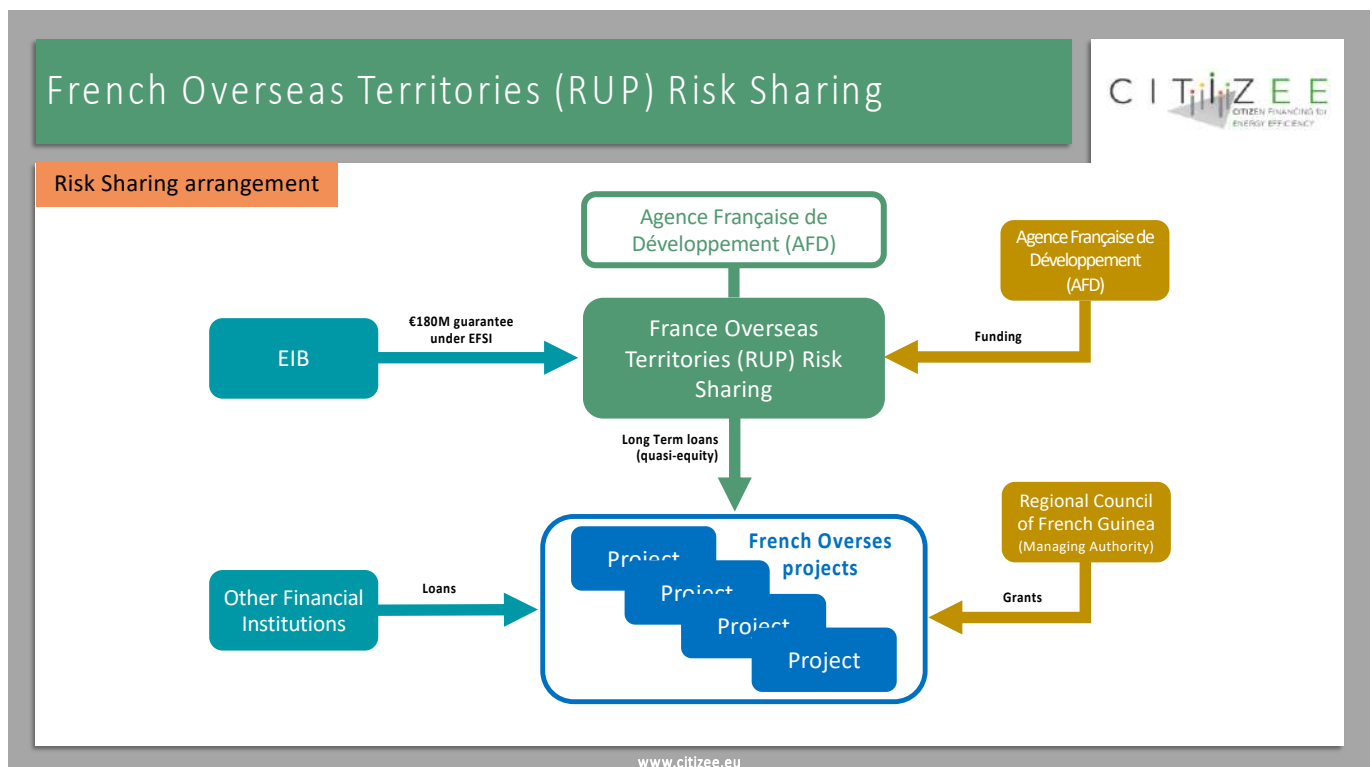 French Overseas Territories (RUP) Risk Sharing
C I T i i Z E E
CITIZEN FINANCING for
ENERGY EFFICIENCY
Risk Sharing arrangement
Agence Française de
Développement (AFD)
Agence Française de
Développement
(AFD)
€180M guarantee
under EFSI
EIB
France Overseas
Territories (RUP) Risk
Sharing
Funding
Long Term loans
(quasi-equity)
Regional Council
of French Guinea
(Managing Authority)
French Overses
projects
Project
Project
Project
Project
Other Financial
Institutions
Loans
Grants
www.citizee.eu